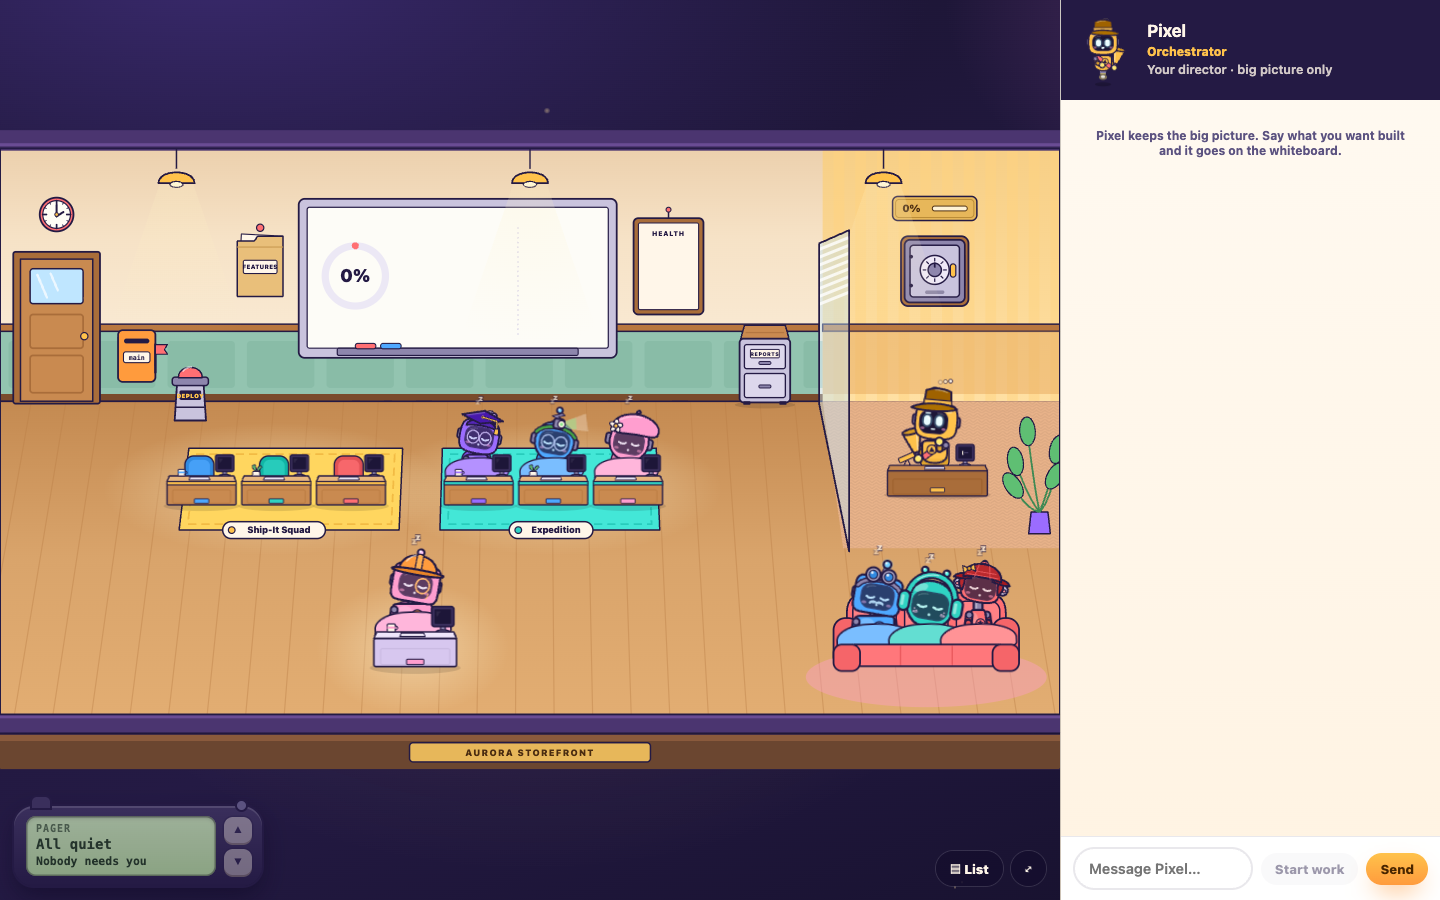 Pixel
Orchestrator
Your director · big picture only
Pixel keeps the big picture. Say what you want built
and it goes on the whiteboard.
0%
HEALTH
FEATURES
0%
main
REPORTS
DEPLOY
Ship-It Squad
Expedition
AURORA STOREFRONT
PAGER
All quiet
Nobody needs you
▲
▼
List
Message Pixel...
Start work
Send